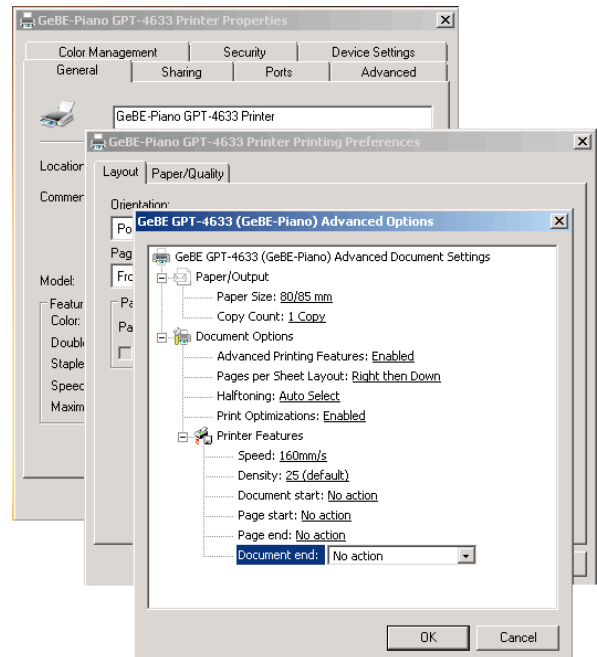 GeBE-Piano GPT-4633 Printer Properties
Color Management Security Device Settings
General Sharing Ports Advanced
GeBE-Piano GPT-4633 Printer
GeBE-Piano GPT-4633 Printer Printing Preferences
Location
Commen
Layout Paper/Quality
Orientation:
Po
GeBE GPT-4633 (GeBE-Piano) Advanced Options
Pag
Model:
Fro
Featur
Color:
Doubl
Staple
Speed
Maxim
Pa
Pa
GeBE GPT-4633 (GeBE-Piano) Advanced Document Settings
Paper/Output
Paper Size: 80/85 mm
Copy Count: 1 Copy
Document Options
Advanced Printing Features: Enabled
Pages per Sheet Layout: Right then Down
Halftoning: Auto Select
Print Optimizations: Enabled
Printer Features
Speed: 160mm/s
Density: 25 (default)
Document start: No action
Page start: No action
Page end: No action
Document end: No action
OK Cancel